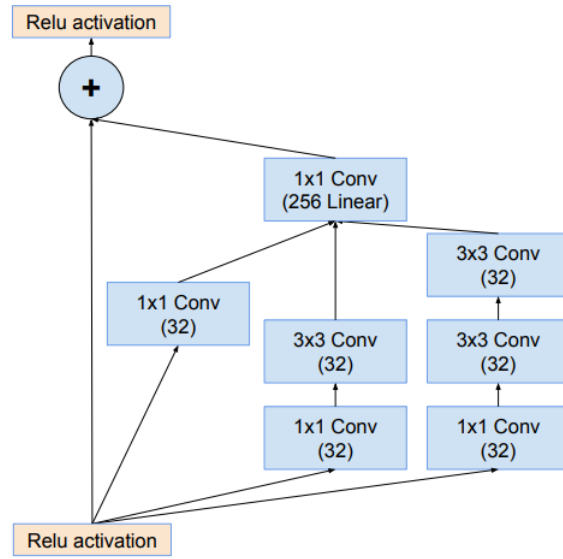 Relu activation
+
1x1 Conv
(256 Linear)
3x3 Conv
(32)
1x1 Conv
(32)
3x3 Conv
(32)
3x3 Conv
(32)
1x1 Conv
(32)
1x1 Conv
(32)
Relu activation